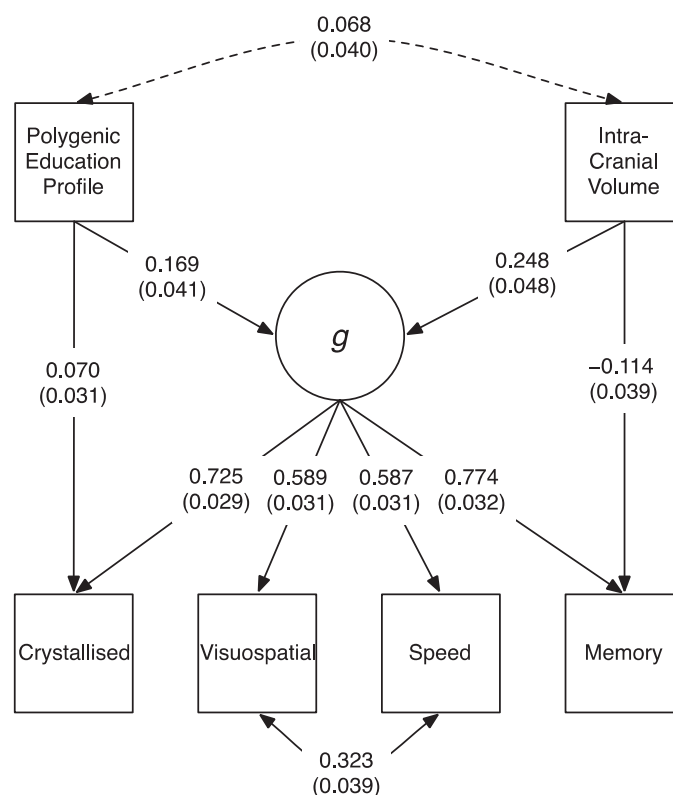 0.068
(0.040)
Polygenic
Education
Profile
Intra-
Cranial
Volume
0.169
(0.041)
0.248
(0.048)
g
0.070
(0.031)
−0.114
(0.039)
0.725
(0.029)
0.589
(0.031)
0.587
(0.031)
0.774
(0.032)
Crystallised
Visuospatial
Speed
Memory
0.323
(0.039)